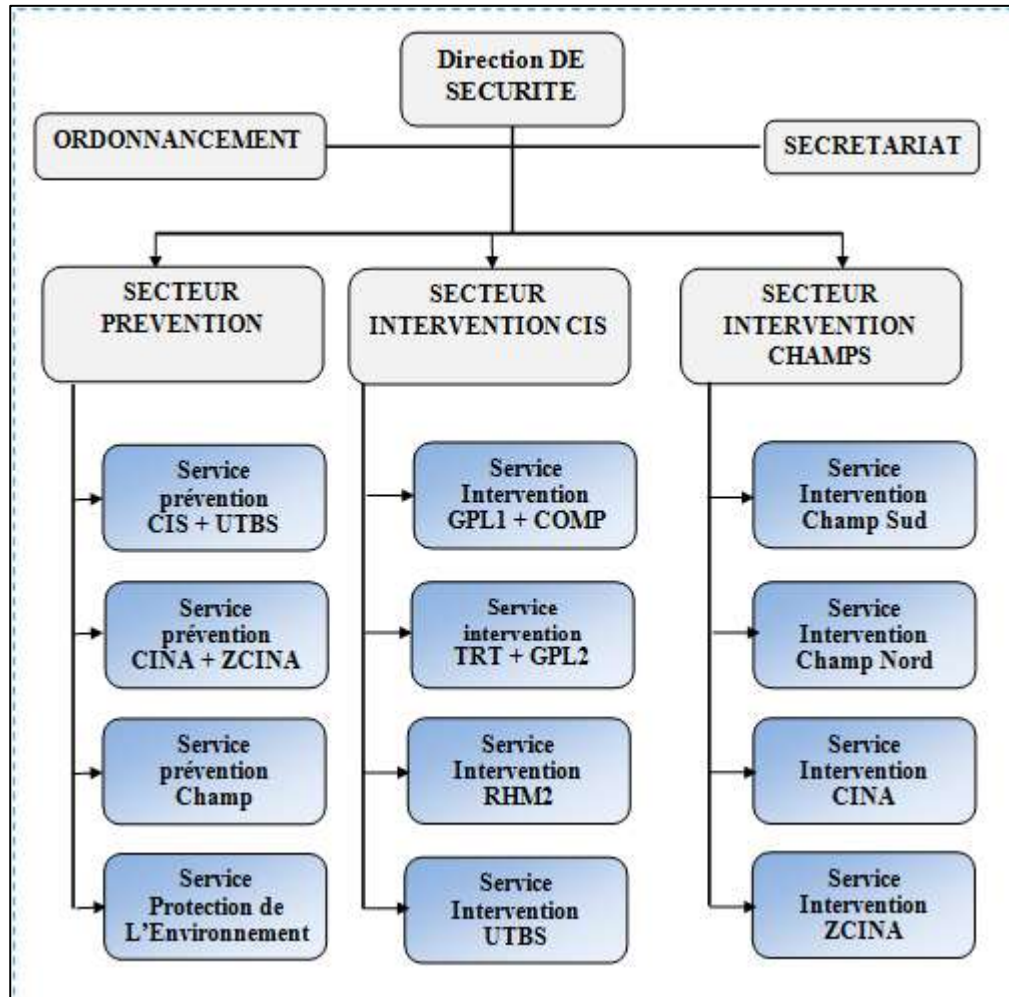 Direction DE
SECURITE
ORDONNANCEMENT
SECRETARIAT
SECTEUR
PREVENTION
SECTEUR
INTERVENTION CIS
SECTEUR
INTERVENTION
CHAMPS
Service
prévention
CIS + UTBS
Service
prévention
CINA + ZCINA
Service
prévention
Champ
Service
Protection de
L'Environnement
Service
Intervention
GPL1 + COMP
Service
intervention
TRT + GPL2
Service
Intervention
RHM2
Service
Intervention
UTBS
Service
Intervention
Champ Sud
Service
Intervention
Champ Nord
Service
Intervention
CINA
Service
Intervention
ZCINA